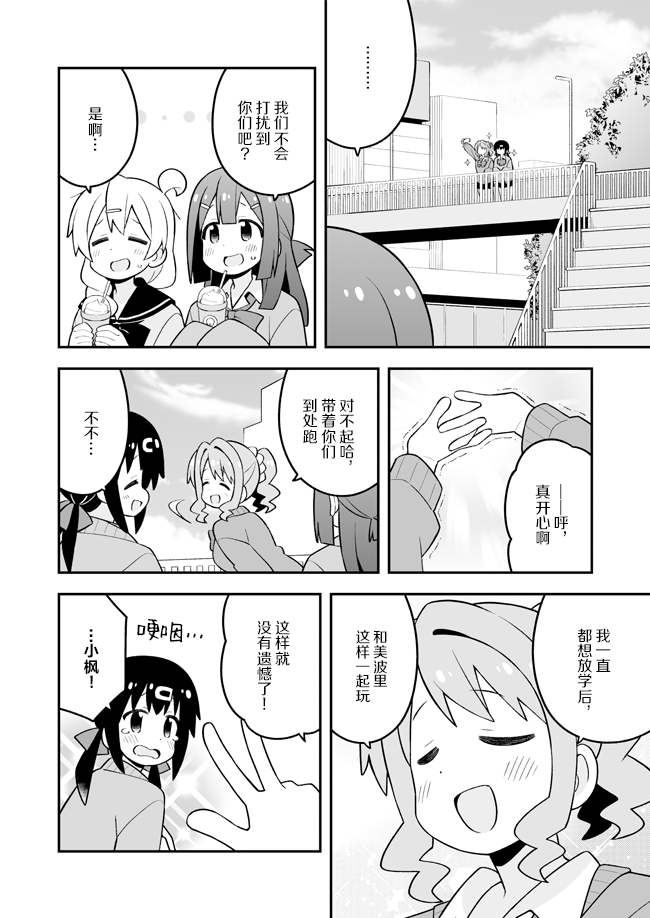 ………
我们不会
打扰到
你们吧？
是啊…
——呼，
真开心啊
对不起哈，
带着你们
到处跑
不不…
我一直
都想放学后，
和美波里
这样一起玩
这样就
没有遗憾了！
哽咽…
…小枫！